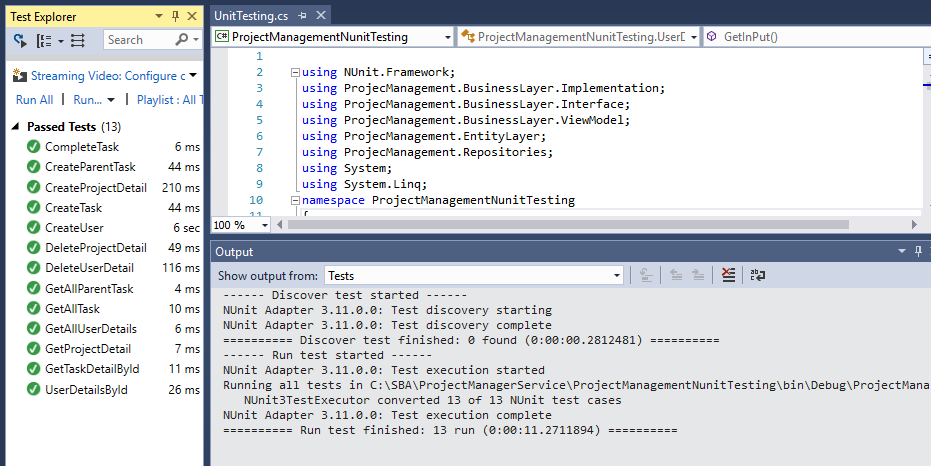 Test Explorer
Search
Streaming Video: Configure c
Run All | Run... | Playlist : All T
Passed Tests (13)
CompleteTask 6 ms
CreateParentTask 44 ms
CreateProjectDetail 210 ms
CreateTask 44 ms
CreateUser 6 sec
DeleteProjectDetail 49 ms
DeleteUserDetail 116 ms
GetAllParentTask 4 ms
GetAllTask 10 ms
GetAllUserDetails 6 ms
GetProjectDetail 7 ms
GetTaskDetailById 11 ms
UserDetailsById 26 ms
UnitTesting.cs
C# ProjectManagementNunitTesting
ProjectManagementNunitTesting.UserD
GetInPut()
1
2 using NUnit.Framework;
3 using ProjecManagement.BusinessLayer.Implementation;
4 using ProjecManagement.BusinessLayer.Interface;
5 using ProjecManagement.BusinessLayer.ViewModel;
6 using ProjecManagement.EntityLayer;
7 using ProjecManagement.Repositories;
8 using System;
9 using System.Linq;
10 namespace ProjectManagementNunitTesting
11 {
100 %
Output
Show output from: Tests
------ Discover test started ------
NUnit Adapter 3.11.0.0: Test discovery starting
NUnit Adapter 3.11.0.0: Test discovery complete
========== Discover test finished: 0 found (0:00:00.2812481) ==========
------ Run test started ------
NUnit Adapter 3.11.0.0: Test execution started
Running all tests in C:\SBA\ProjectManagerService\ProjectManagementNunitTesting\bin\Debug\ProjectMana
NUnit3TestExecutor converted 13 of 13 NUnit test cases
NUnit Adapter 3.11.0.0: Test execution complete
========== Run test finished: 13 run (0:00:11.2711894) ==========